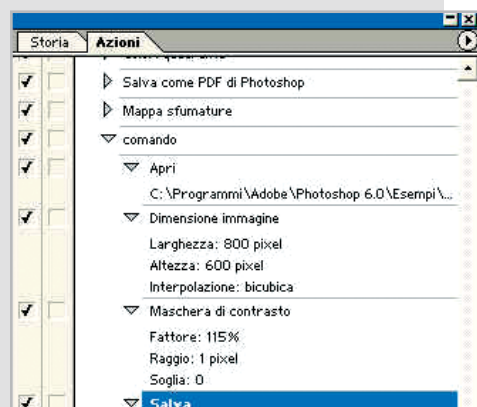 Storia Azioni
Salva come PDF di Photoshop
Mappa sfumature
comando
Apri
C:\Programmi\Adobe\Photoshop 6.0\Esempi\...
Dimensione immagine
Larghezza: 800 pixel
Altezza: 600 pixel
Interpolazione: bicubica
Maschera di contrasto
Fattore: 115%
Raggio: 1 pixel
Soglia: 0
Salva